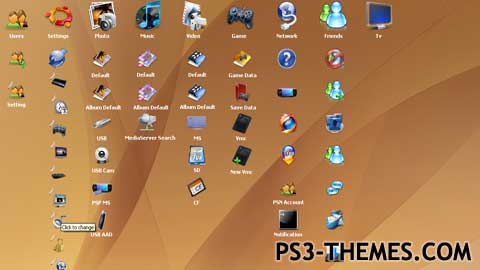 Users Settings Photo Music Video Game Network Friends Tv
Default Default Default Game Data
Setting Album Default Album Default Album Default Save Data
USB MediaServer Search MS Vmc
USB Cam SD New Vmc
PSP MS CF PSN Account
Click to change
USB AAD Notification
PS3-THEMES.COM